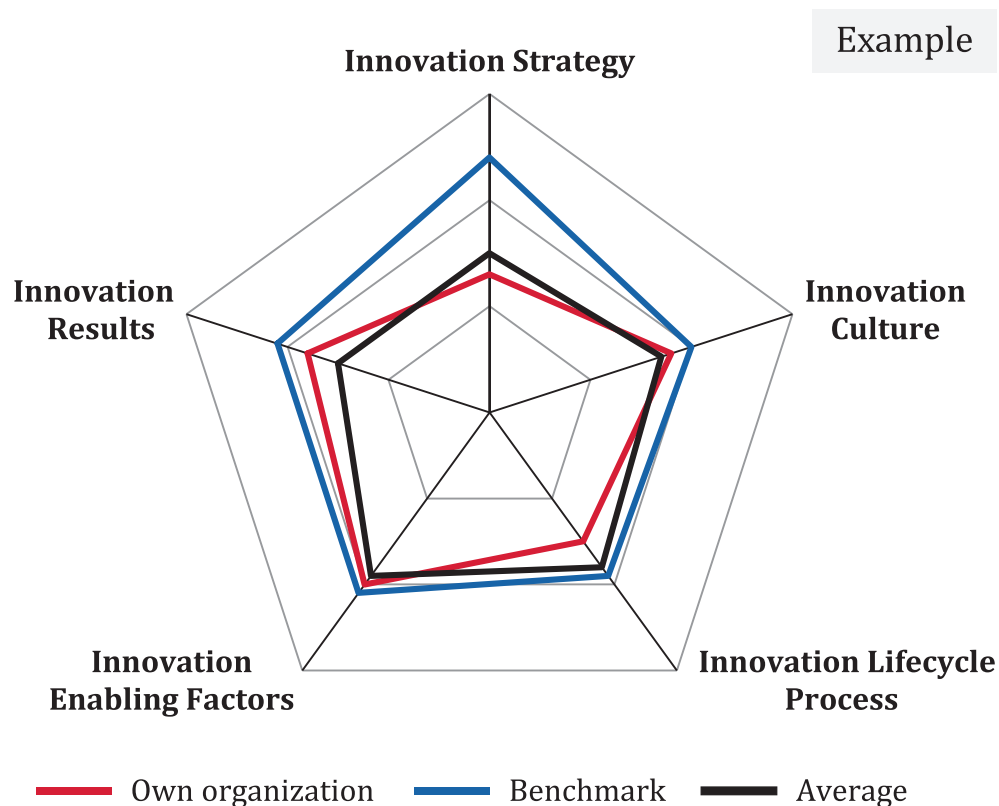 Example
Innovation Strategy
Innovation
Results
Innovation
Culture
Innovation
Enabling Factors
Innovation Lifecycle
Process
Own organization
Benchmark
Average